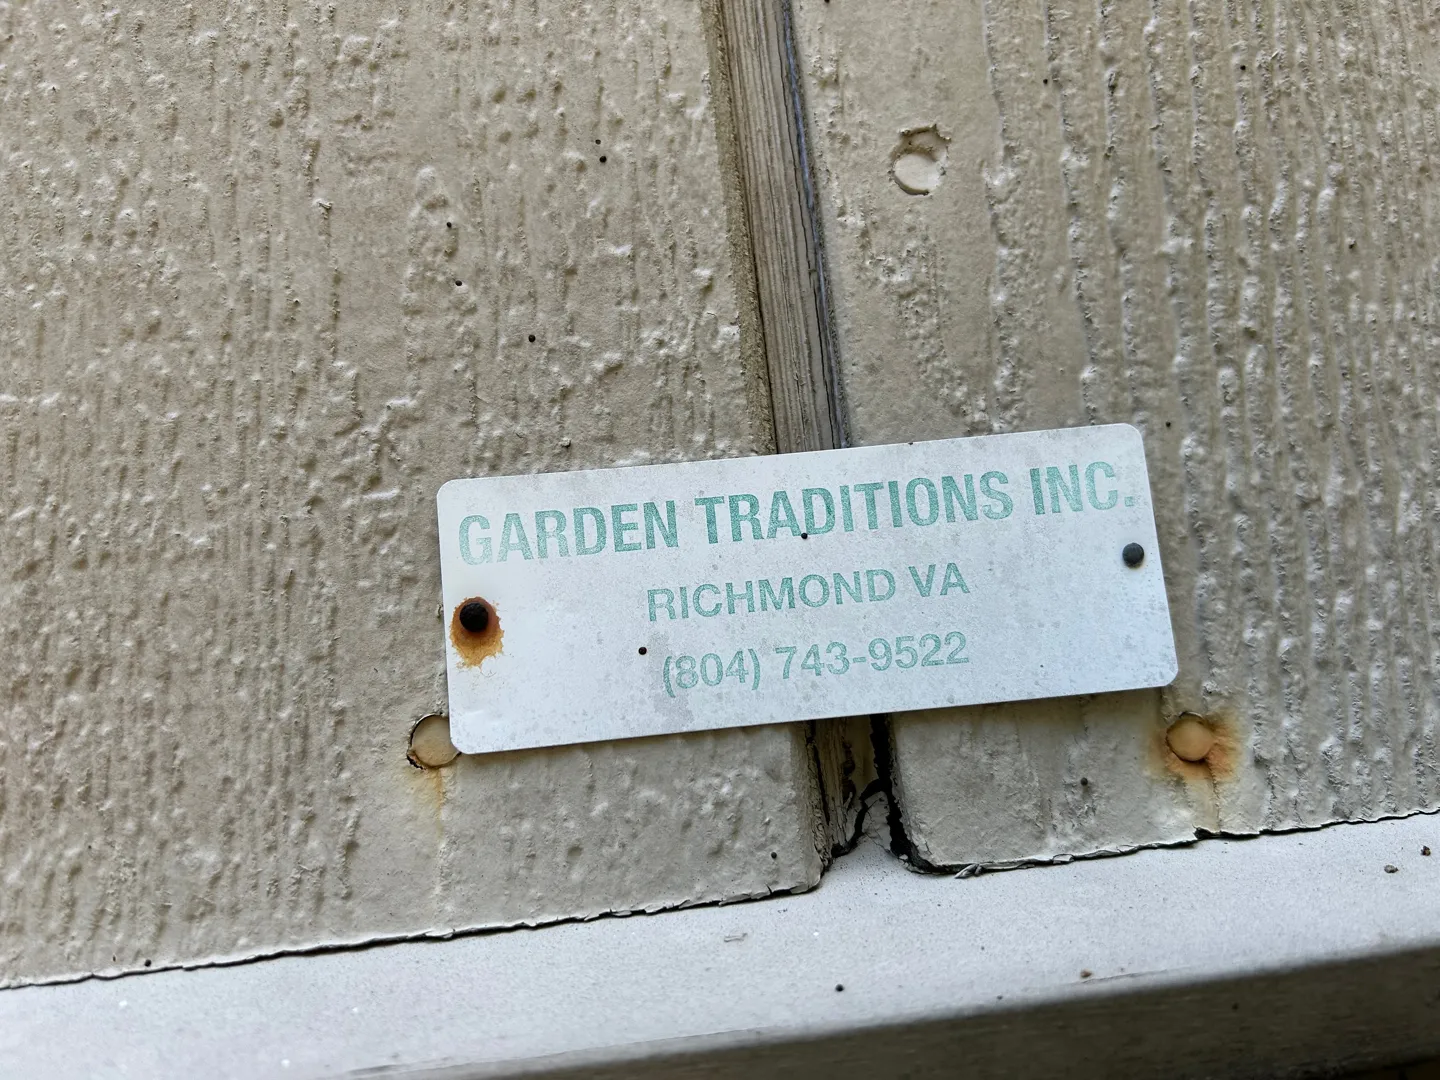 GARDEN TRADITIONS INC.
RICHMOND VA
(804) 743-9522